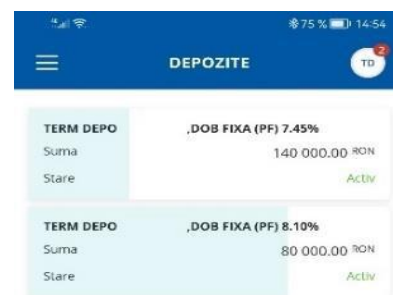 75 % 14:54
DEPOZITE
2
TD
TERM DEPO ,DOB FIXA (PF) 7.45%
Suma 140 000.00 RON
Stare Activ
TERM DEPO ,DOB FIXA (PF) 8.10%
Suma 80 000.00 RON
Stare Activ